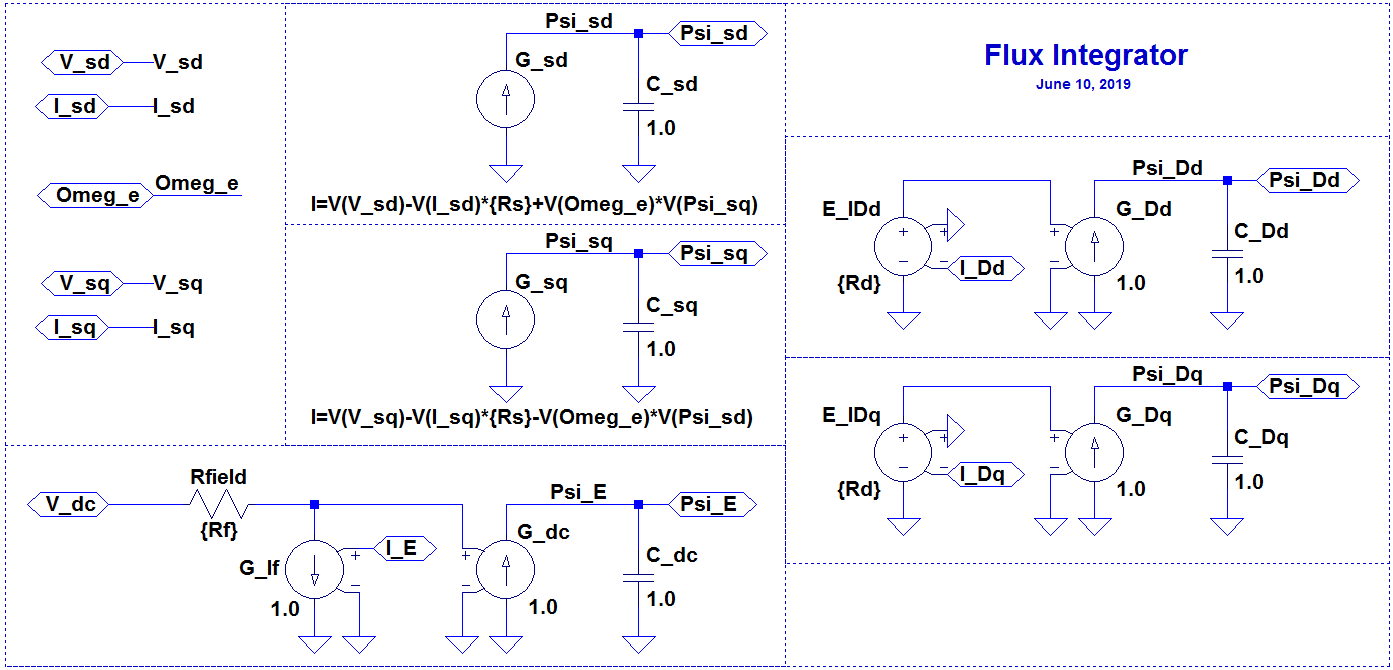 Flux Integrator
June 10, 2019
V_sd V_sd
I_sd I_sd
Omeg_e Omeg_e
V_sq V_sq
I_sq I_sq
Psi_sd Psi_sd
G_sd
C_sd
1.0
I=V(V_sd)-V(I_sd)*{Rs}+V(Omeg_e)*V(Psi_sq)
Psi_sq Psi_sq
G_sq
C_sq
1.0
I=V(V_sq)-V(I_sq)*{Rs}-V(Omeg_e)*V(Psi_sd)
Psi_Dd Psi_Dd
E_IDd
+ + + G_Dd
C_Dd
− − I_Dd −
{Rd} 1.0 1.0
Psi_Dq Psi_Dq
E_IDq
+ + + G_Dq
C_Dq
− − I_Dq −
{Rd} 1.0 1.0
V_dc
Rfield
{Rf}
Psi_E Psi_E
G_If
+ I_E
−
1.0
+ G_dc
−
1.0
C_dc
1.0